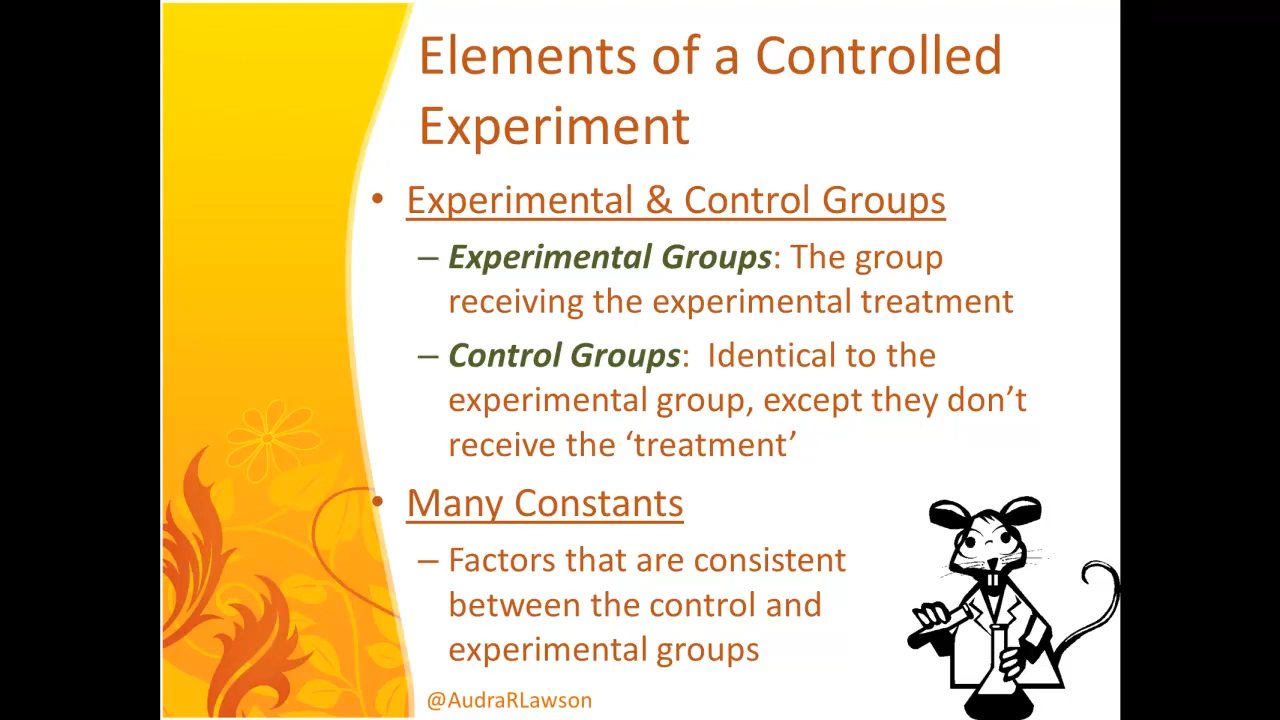 Elements of a Controlled
Experiment
• Experimental & Control Groups
– Experimental Groups: The group
receiving the experimental treatment
– Control Groups:  Identical to the
experimental group, except they don’t
receive the ‘treatment’
• Many Constants
– Factors that are consistent
between the control and
experimental groups
@AudraRLawson